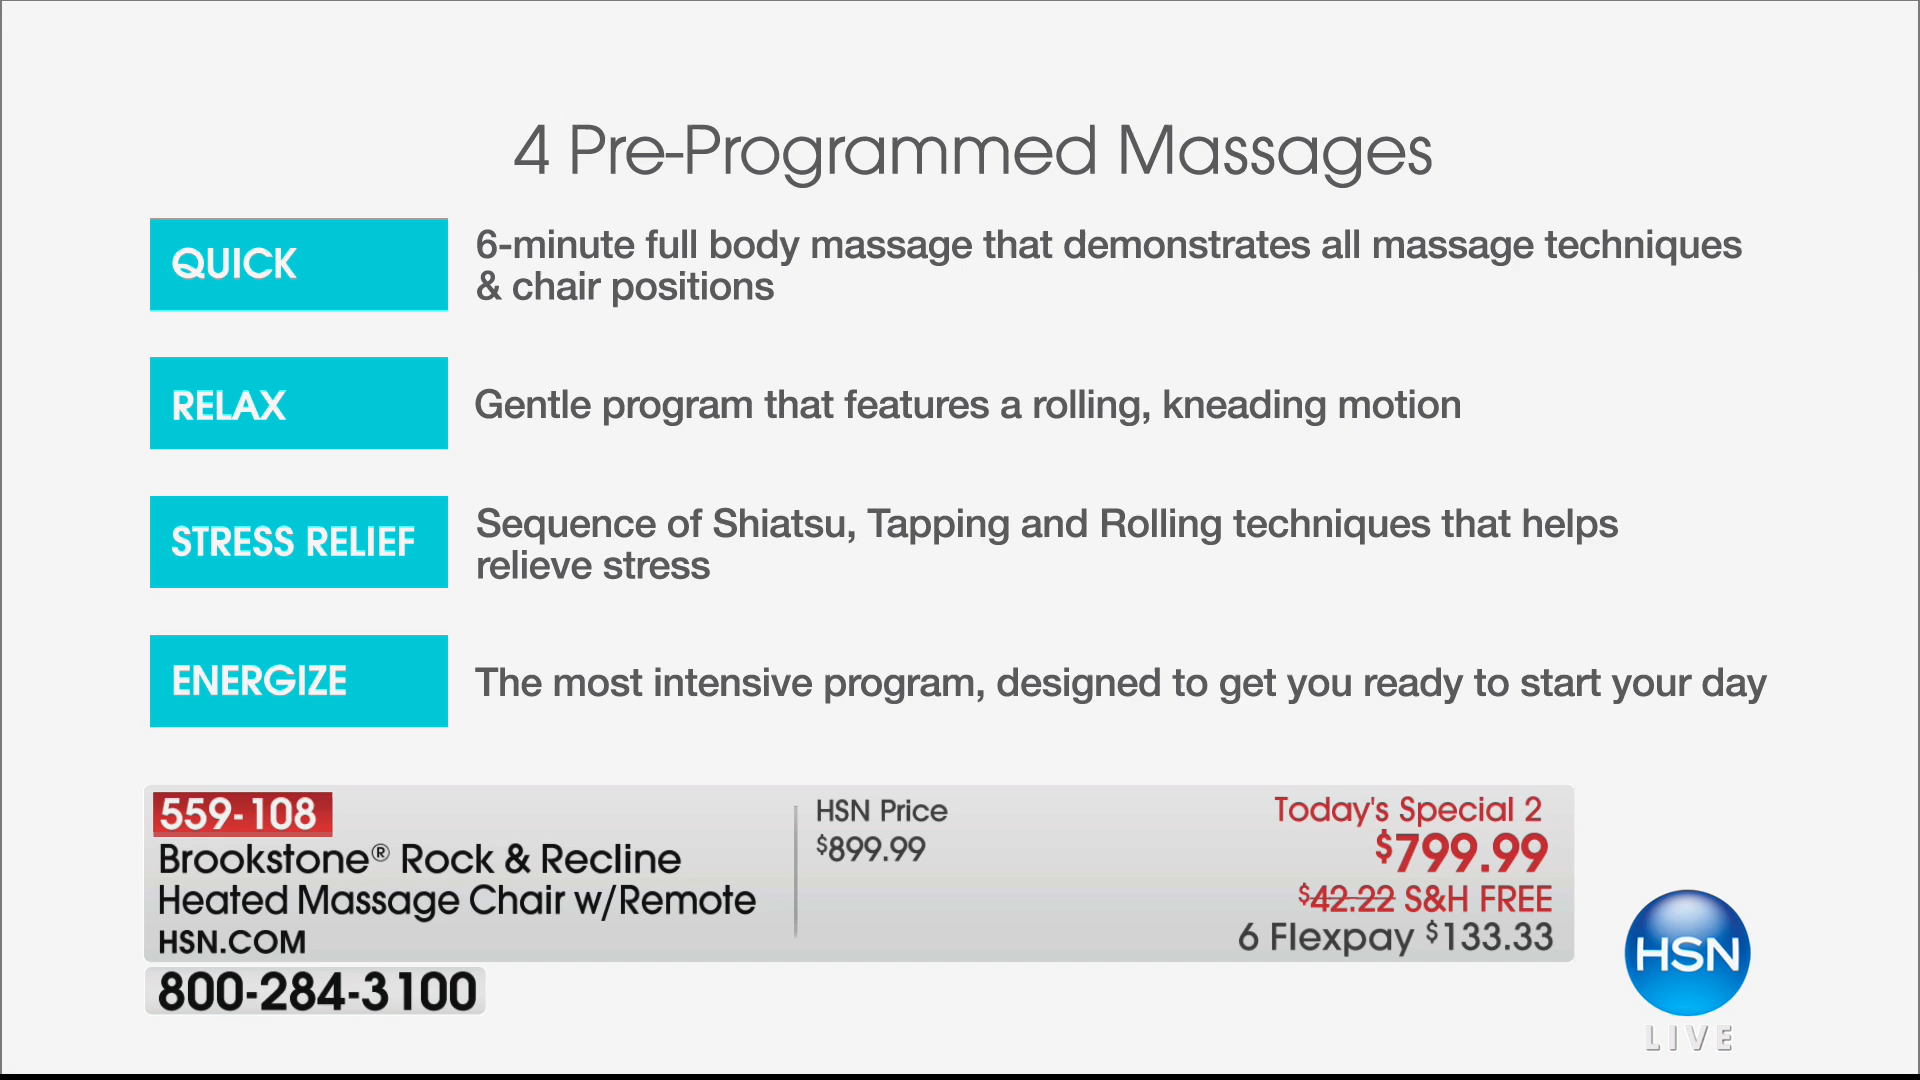 4 Pre-Programmed Massages
QUICK
6-minute full body massage that demonstrates all massage techniques
& chair positions
RELAX
Gentle program that features a rolling, kneading motion
STRESS RELIEF
Sequence of Shiatsu, Tapping and Rolling techniques that helps
relieve stress
ENERGIZE
The most intensive program, designed to get you ready to start your day
559-108
Brookstone® Rock & Recline
Heated Massage Chair w/Remote
HSN.COM
800-284-3100
HSN Price
$899.99
Today's Special 2
$799.99
$42.22 S&H FREE
6 Flexpay $133.33
HSN
LIVE